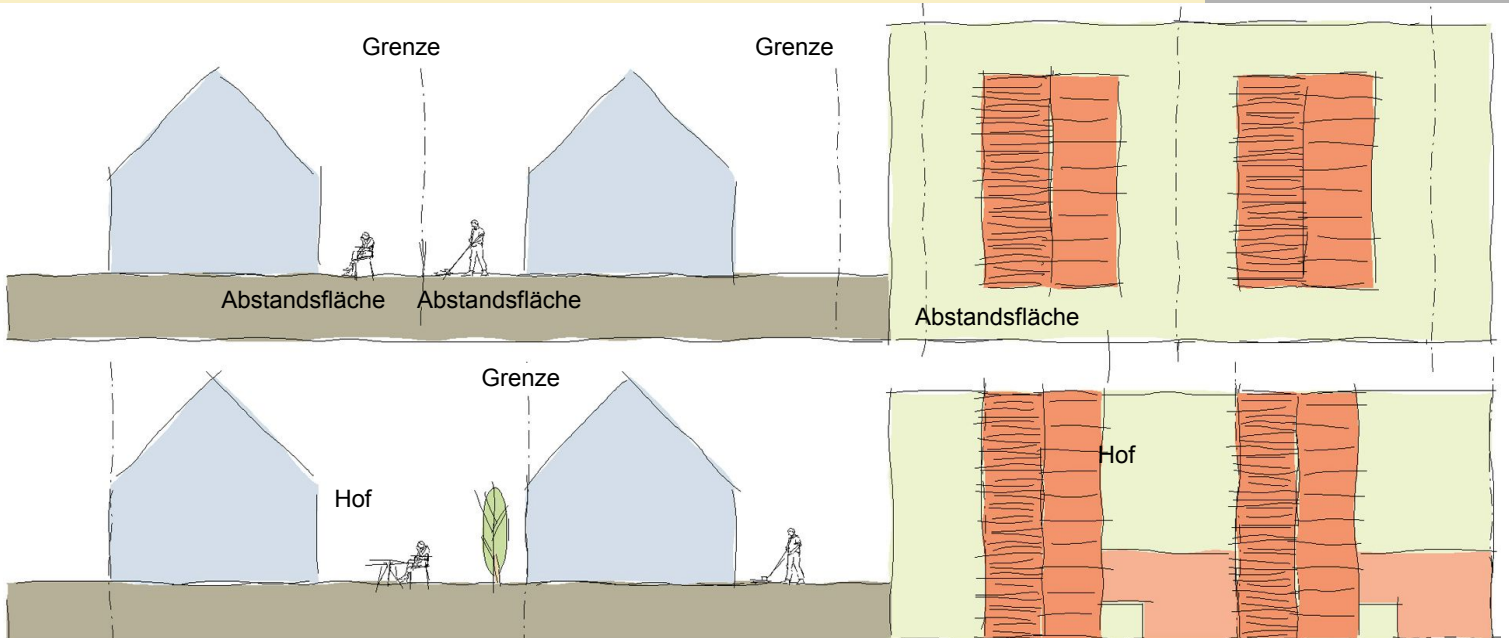 Grenze
Grenze
Abstandsfläche
Abstandsfläche
Abstandsfläche
Grenze
Hof
Hof